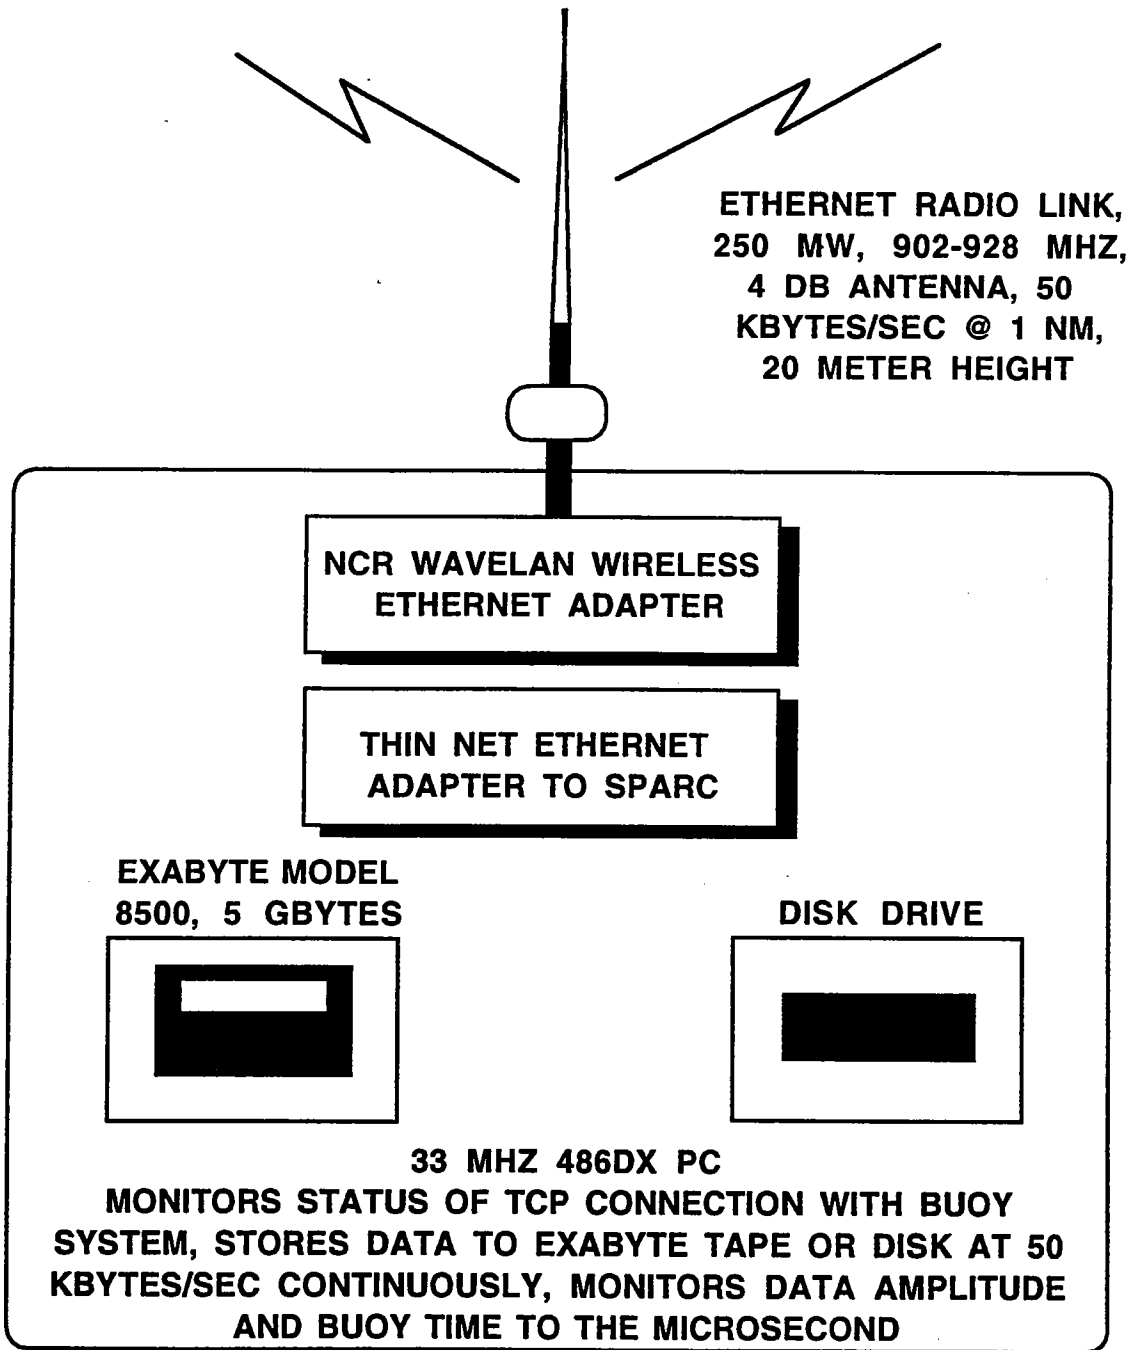 ETHERNET RADIO LINK,
250 MW, 902-928 MHZ,
4 DB ANTENNA, 50
KBYTES/SEC @ 1 NM,
20 METER HEIGHT
NCR WAVELAN WIRELESS
ETHERNET ADAPTER
THIN NET ETHERNET
ADAPTER TO SPARC
EXABYTE MODEL
8500, 5 GBYTES
DISK DRIVE
33 MHZ 486DX PC
MONITORS STATUS OF TCP CONNECTION WITH BUOY
SYSTEM, STORES DATA TO EXABYTE TAPE OR DISK AT 50
KBYTES/SEC CONTINUOUSLY, MONITORS DATA AMPLITUDE
AND BUOY TIME TO THE MICROSECOND